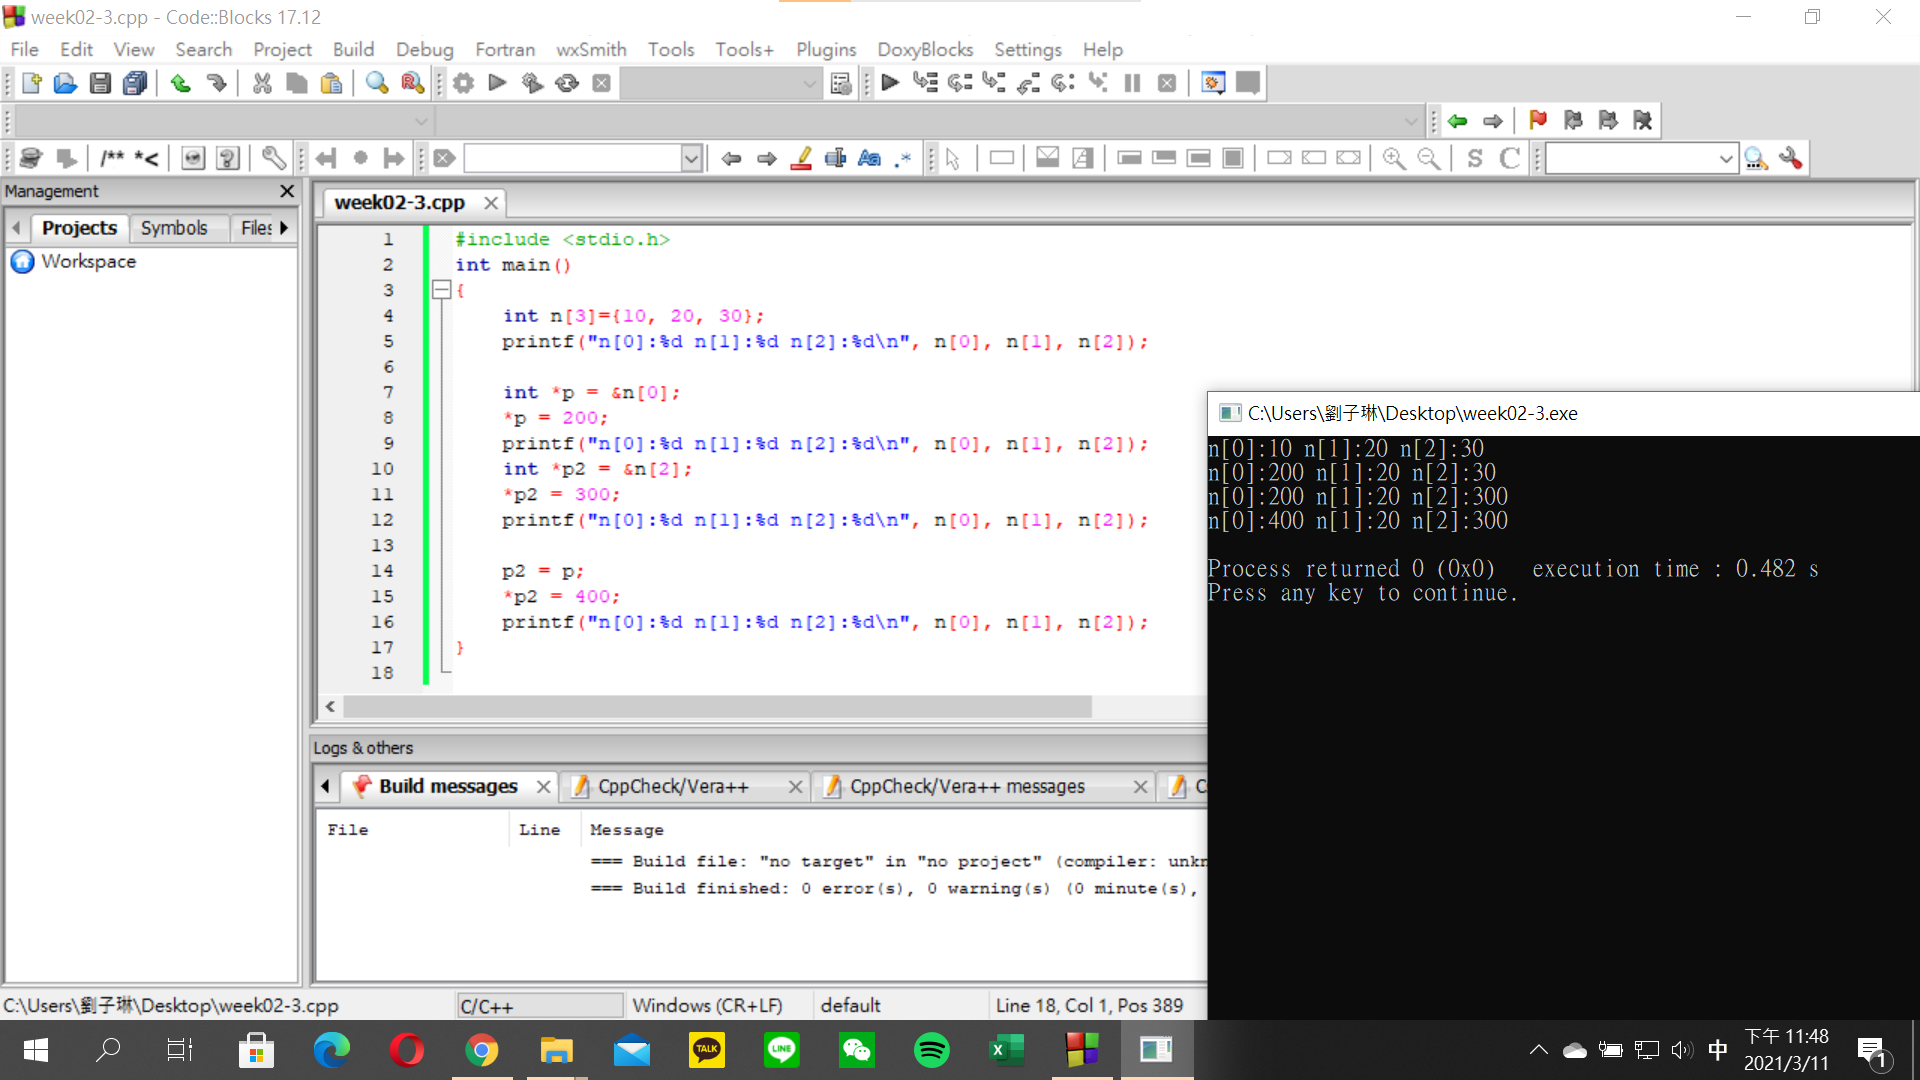 week02-3.cpp - Code::Blocks 17.12
File Edit View Search Project Build Debug Fortran wxSmith Tools Tools+ Plugins DoxyBlocks Settings Help
/** *<
Aa .*
S C
Management
Projects Symbols Files
Workspace
week02-3.cpp
1 #include <stdio.h>
2 int main()
3 {
4 int n[3]={10, 20, 30};
5 printf("n[0]:%d n[1]:%d n[2]:%d\n", n[0], n[1], n[2]);
6
7 int *p = &n[0];
8 *p = 200;
9 printf("n[0]:%d n[1]:%d n[2]:%d\n", n[0], n[1], n[2]);
10 int *p2 = &n[2];
11 *p2 = 300;
12 printf("n[0]:%d n[1]:%d n[2]:%d\n", n[0], n[1], n[2]);
13
14 p2 = p;
15 *p2 = 400;
16 printf("n[0]:%d n[1]:%d n[2]:%d\n", n[0], n[1], n[2]);
17 }
18
C:\Users\劉子琳\Desktop\week02-3.exe
n[0]:10 n[1]:20 n[2]:30
n[0]:200 n[1]:20 n[2]:30
n[0]:200 n[1]:20 n[2]:300
n[0]:400 n[1]:20 n[2]:300
Process returned 0 (0x0) execution time : 0.482 s
Press any key to continue.
Logs & others
Build messages CppCheck/Vera++ CppCheck/Vera++ messages C
File Line Message
=== Build file: "no target" in "no project" (compiler: unkn
=== Build finished: 0 error(s), 0 warning(s) (0 minute(s),
C:\Users\劉子琳\Desktop\week02-3.cpp C/C++ Windows (CR+LF) default Line 18, Col 1, Pos 389
TALK
LINE
中
下午 11:48
2021/3/11
1